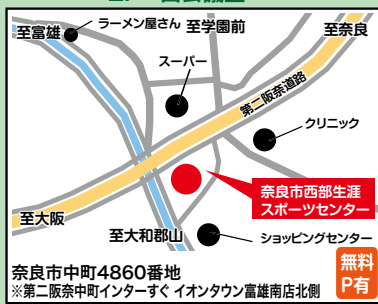 至富雄
ラーメン屋さん
至学園前
至奈良
スーパー
第二阪奈道路
クリニック
奈良市西部生涯
スポーツセンター
至大阪
至大和郡山
ショッピングセンター
奈良市中町4860番地
※第二阪奈中町インターすぐ イオンタウン富雄南店北側
無料
P有